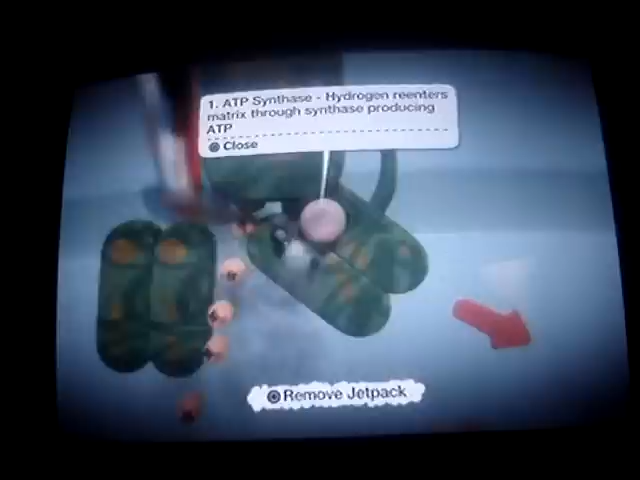 1. ATP Synthase - Hydrogen reenters
matrix through synthase producing
ATP
Close
Remove Jetpack